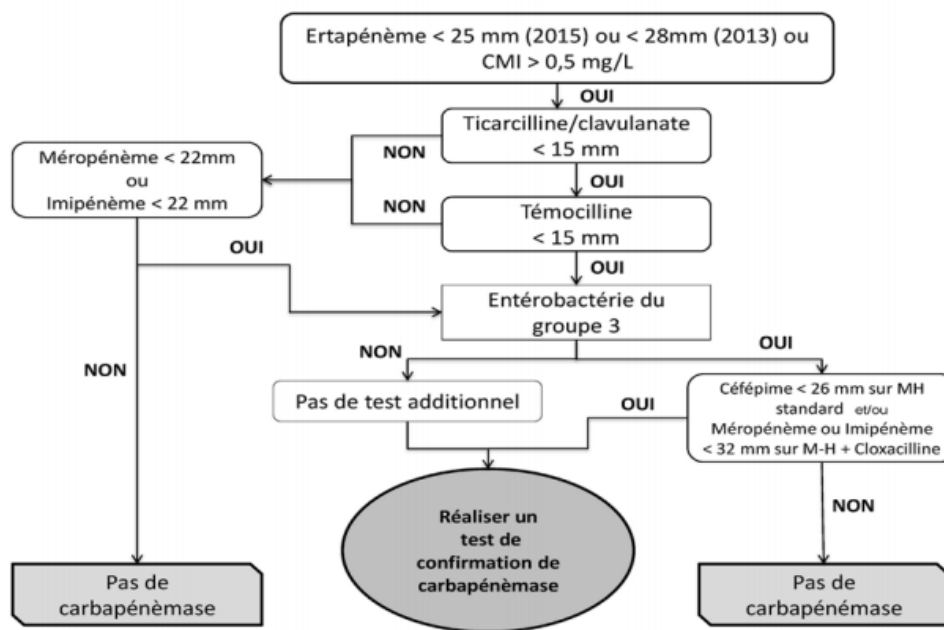 Ertapénème < 25 mm (2015) ou < 28mm (2013) ou
CMI > 0,5 mg/L
OUI
Ticarcilline/clavulanate
< 15 mm
NON
Méropénème < 22mm
ou
Imipénème < 22 mm
OUI
NON
Témocilline
< 15 mm
OUI
OUI
Entérobactérie du
groupe 3
NON
NON
OUI
Pas de test additionnel
OUI
Céfépime < 26 mm sur MH
standard et/ou
Méropénème ou Imipénème
< 32 mm sur M-H + Cloxacilline
NON
Réaliser un
test de
confirmation de
carbapénèmase
Pas de
carbapénèmase
Pas de
carbapénémase